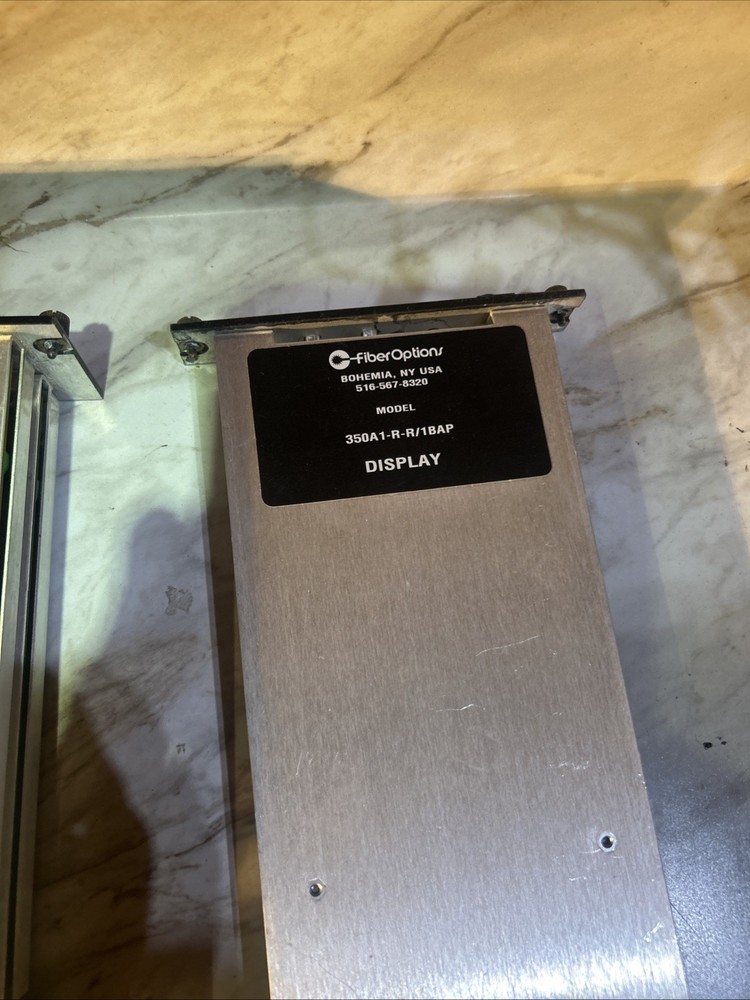 FiberOptions
BOHEMIA, NY USA
516-567-8320
MODEL
350A1-R-R/1BAP
DISPLAY